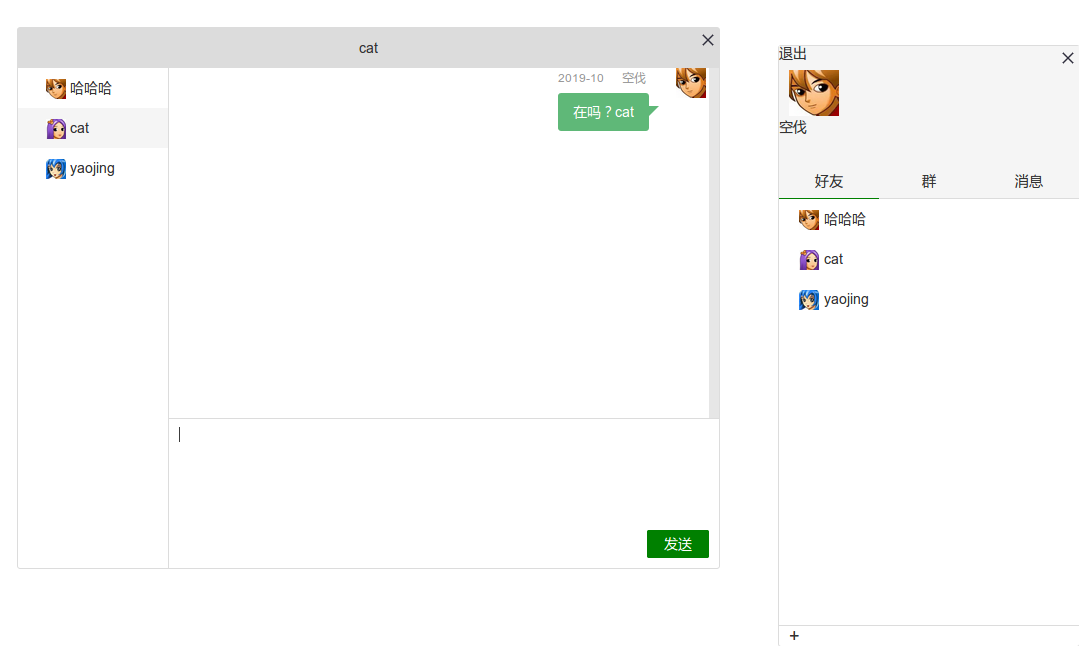 cat
哈哈哈
cat
yaojing
2019-10 空伐
在吗？cat
发送
退出
空伐
好友 群 消息
哈哈哈
cat
yaojing
+